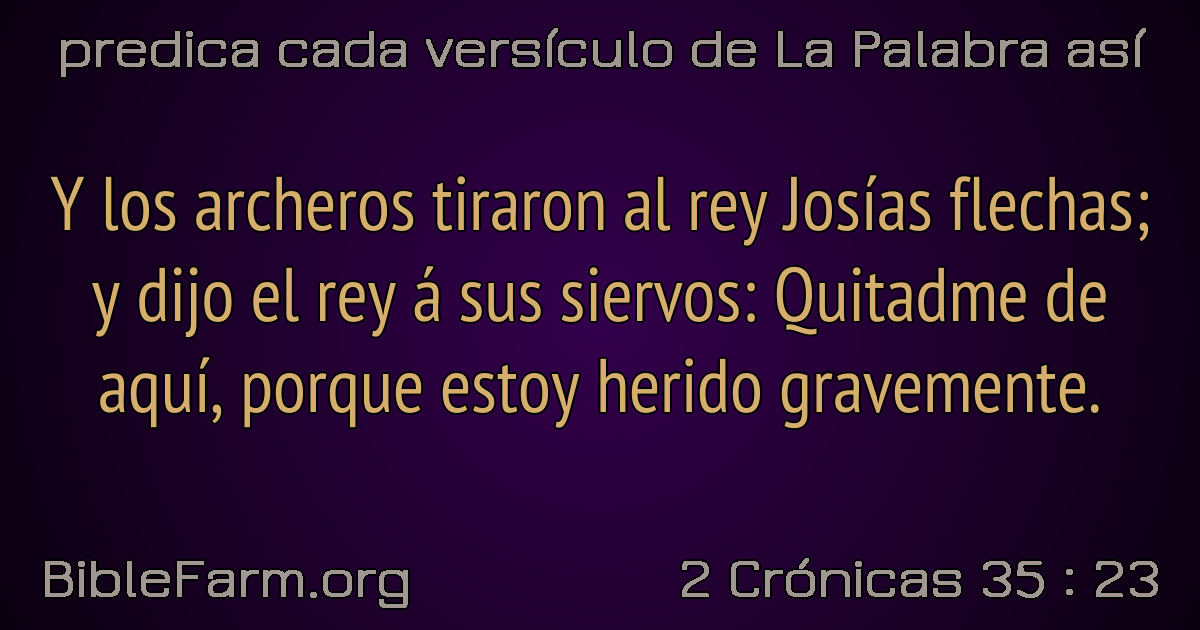 predica cada versículo de La Palabra así
Y los archeros tiraron al rey Josías flechas;
y dijo el rey á sus siervos: Quitadme de
aquí, porque estoy herido gravemente.
BibleFarm.org
2 Crónicas 35 : 23